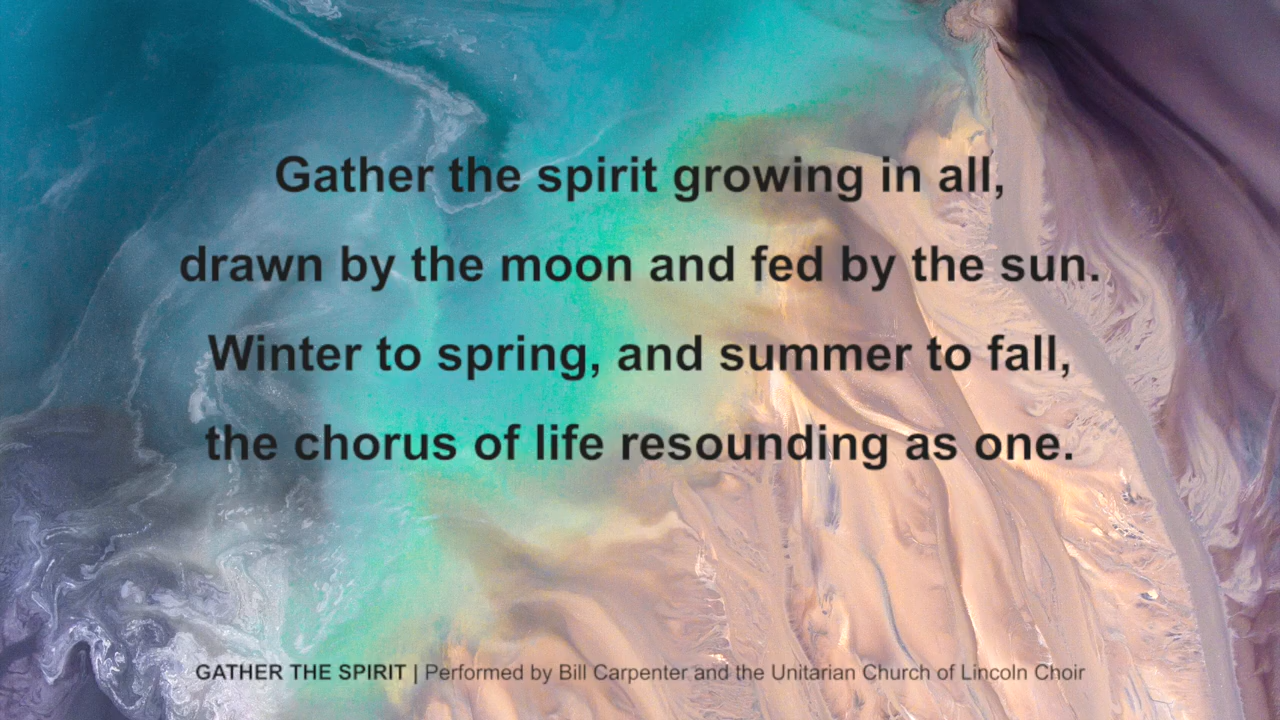 Gather the spirit growing in all,
drawn by the moon and fed by the sun.
Winter to spring, and summer to fall,
the chorus of life resounding as one.
GATHER THE SPIRIT | Performed by Bill Carpenter and the Unitarian Church of Lincoln Choir